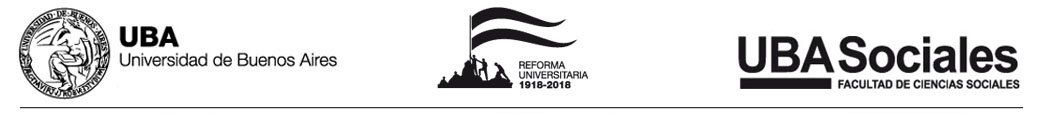 UBA
Universidad de Buenos Aires
REFORMA
UNIVERSITARIA
1918-2018
UBASociales
FACULTAD DE CIENCIAS SOCIALES